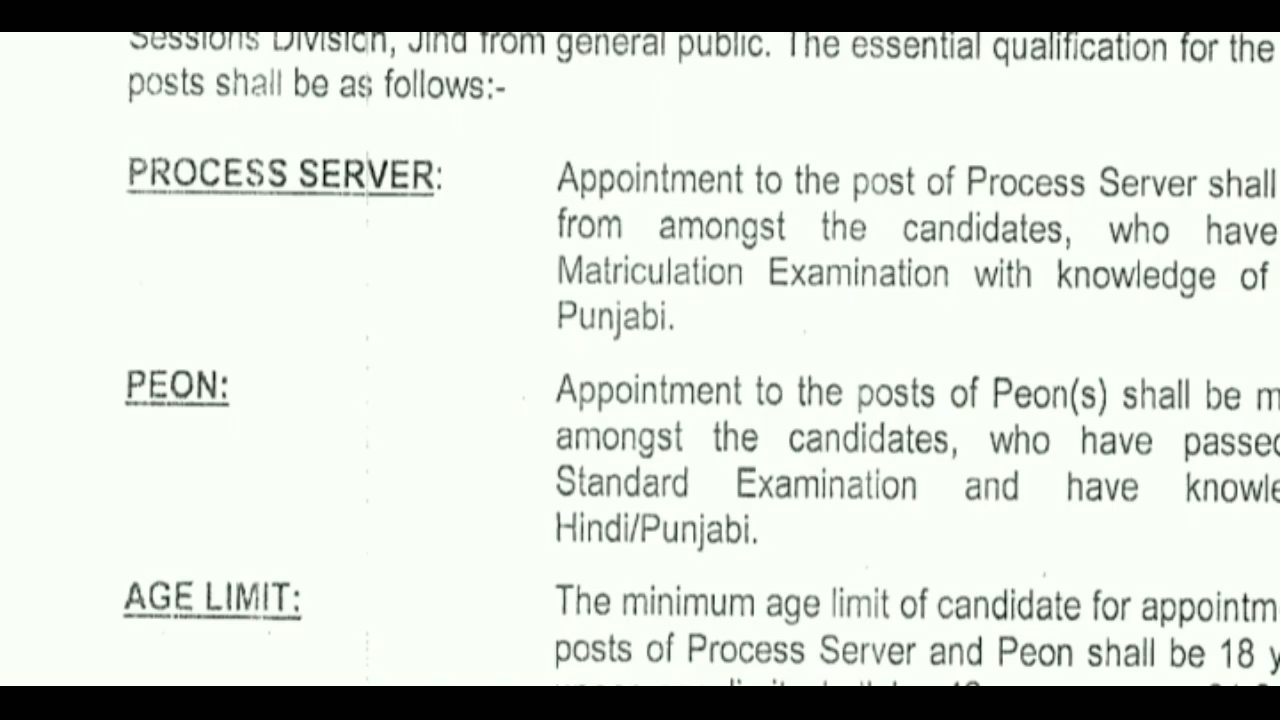 Sessions Division, Jind from general public. The essential qualification for the
posts shall be as follows:-
PROCESS SERVER: Appointment to the post of Process Server shall
from amongst the candidates, who have
Matriculation Examination with knowledge of
Punjabi.
PEON: Appointment to the posts of Peon(s) shall be m
amongst the candidates, who have passed
Standard Examination and have knowle
Hindi/Punjabi.
AGE LIMIT: The minimum age limit of candidate for appointm
posts of Process Server and Peon shall be 18 y